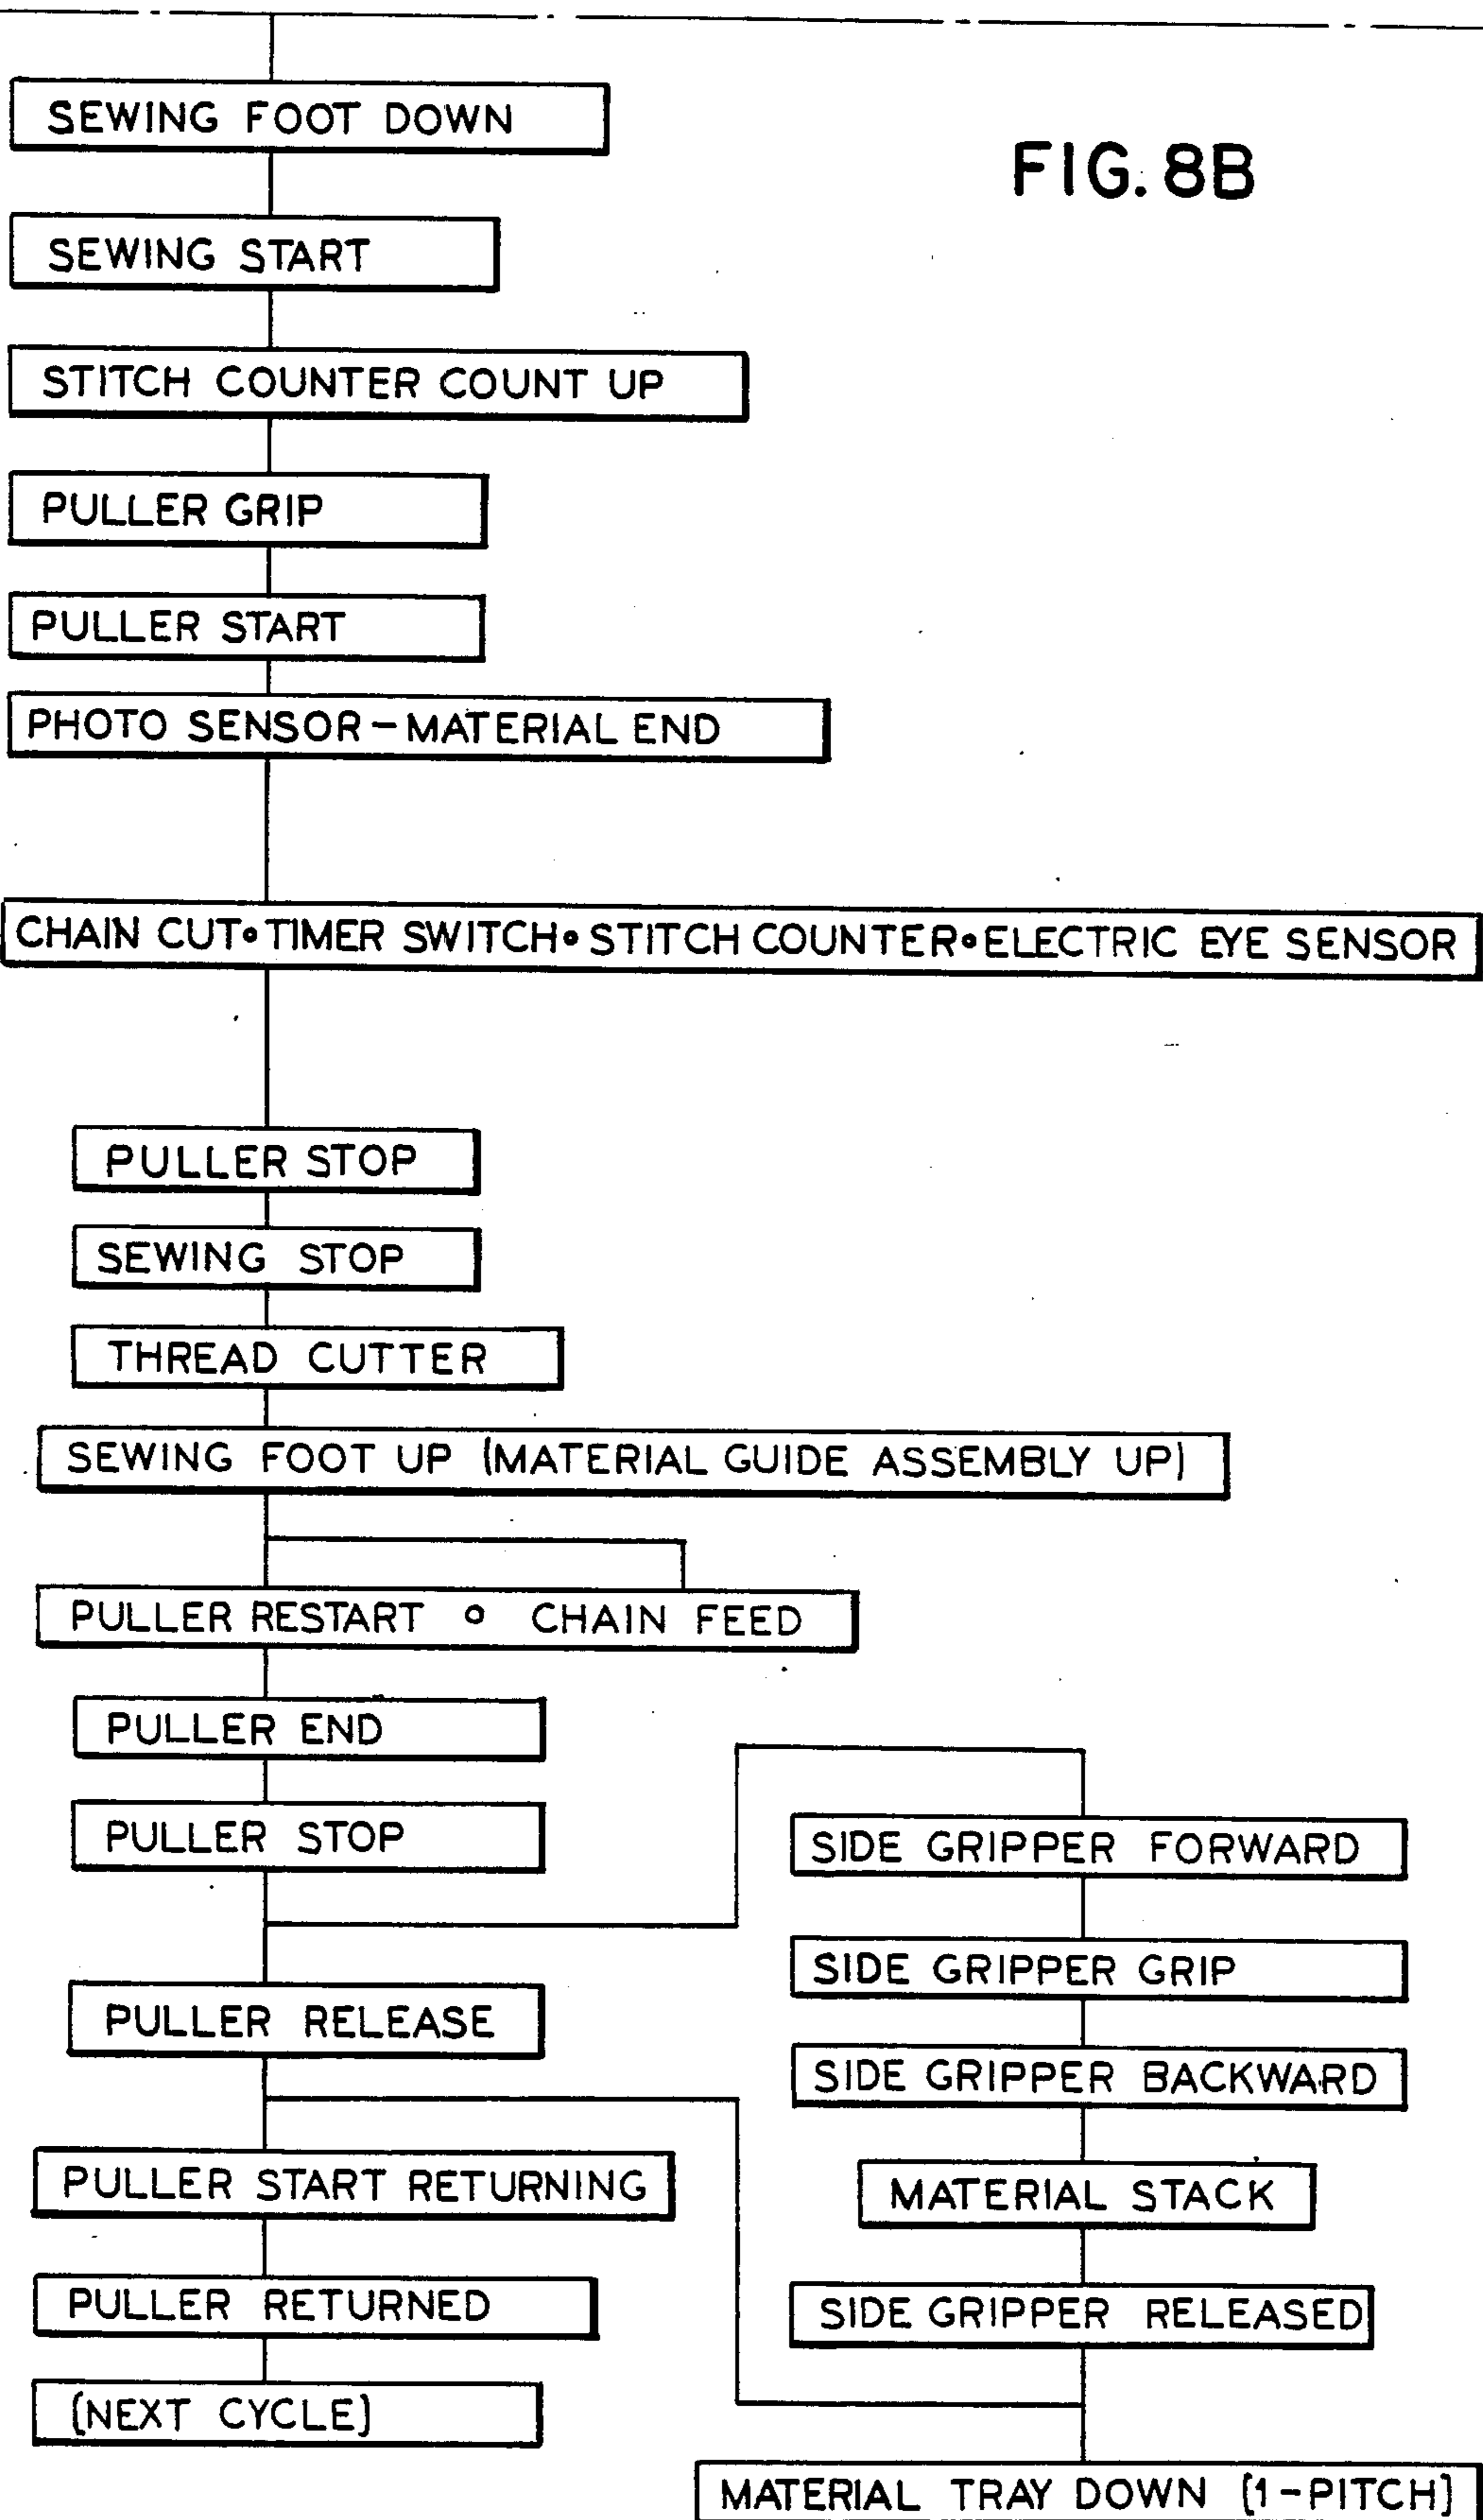 SEWING FOOT DOWN
FIG. 8B
SEWING START
STITCH COUNTER COUNT UP
PULLER GRIP
PULLER START
PHOTO SENSOR-MATERIAL END
CHAIN CUT∘TIMER SWITCH∘STITCH COUNTER∘ELECTRIC EYE SENSOR
PULLER STOP
SEWING STOP
THREAD CUTTER
SEWING FOOT UP (MATERIAL GUIDE ASSEMBLY UP)
PULLER RESTART ∘ CHAIN FEED
PULLER END
PULLER STOP
PULLER RELEASE
PULLER START RETURNING
PULLER RETURNED
(NEXT CYCLE)
SIDE GRIPPER FORWARD
SIDE GRIPPER GRIP
SIDE GRIPPER BACKWARD
MATERIAL STACK
SIDE GRIPPER RELEASED
MATERIAL TRAY DOWN (1-PITCH)